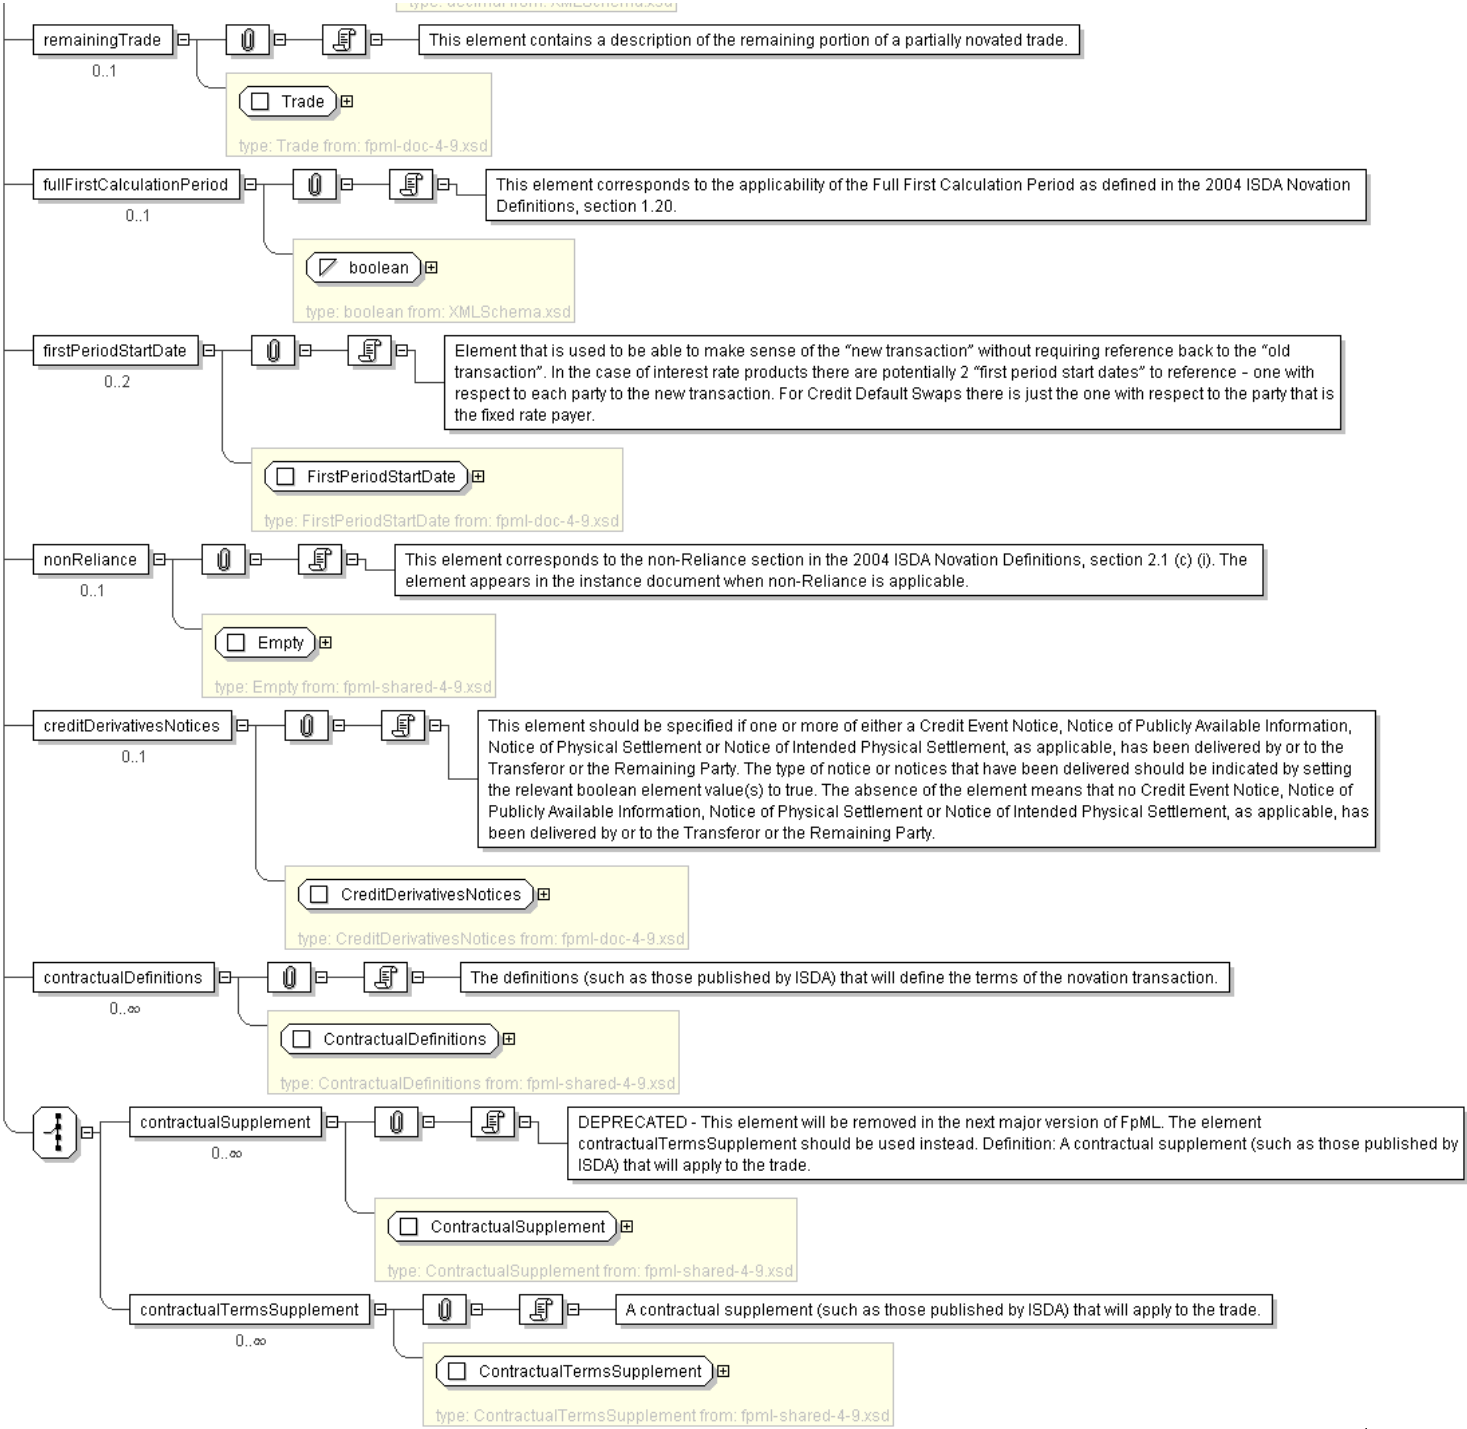 type: decimal from: XMLSchema.xsd
remainingTrade
This element contains a description of the remaining portion of a partially novated trade.
0..1
Trade
type: Trade from: fpml-doc-4-9.xsd
fullFirstCalculationPeriod
This element corresponds to the applicability of the Full First Calculation Period as defined in the 2004 ISDA Novation
Definitions, section 1.20.
0..1
boolean
type: boolean from: XMLSchema.xsd
firstPeriodStartDate
Element that is used to be able to make sense of the “new transaction” without requiring reference back to the “old
transaction”. In the case of interest rate products there are potentially 2 “first period start dates” to reference – one with
respect to each party to the new transaction. For Credit Default Swaps there is just the one with respect to the party that is
the fixed rate payer.
0..2
FirstPeriodStartDate
type: FirstPeriodStartDate from: fpml-doc-4-9.xsd
nonReliance
This element corresponds to the non-Reliance section in the 2004 ISDA Novation Definitions, section 2.1 (c) (i). The
element appears in the instance document when non-Reliance is applicable.
0..1
Empty
type: Empty from: fpml-shared-4-9.xsd
creditDerivativesNotices
This element should be specified if one or more of either a Credit Event Notice, Notice of Publicly Available Information,
Notice of Physical Settlement or Notice of Intended Physical Settlement, as applicable, has been delivered by or to the
Transferor or the Remaining Party. The type of notice or notices that have been delivered should be indicated by setting
the relevant boolean element value(s) to true. The absence of the element means that no Credit Event Notice, Notice of
Publicly Available Information, Notice of Physical Settlement or Notice of Intended Physical Settlement, as applicable, has
been delivered by or to the Transferor or the Remaining Party.
0..1
CreditDerivativesNotices
type: CreditDerivativesNotices from: fpml-doc-4-9.xsd
contractualDefinitions
The definitions (such as those published by ISDA) that will define the terms of the novation transaction.
0..∞
ContractualDefinitions
type: ContractualDefinitions from: fpml-shared-4-9.xsd
contractualSupplement
DEPRECATED - This element will be removed in the next major version of FpML. The element
contractualTermsSupplement should be used instead. Definition: A contractual supplement (such as those published by
ISDA) that will apply to the trade.
0..∞
ContractualSupplement
type: ContractualSupplement from: fpml-shared-4-9.xsd
contractualTermsSupplement
A contractual supplement (such as those published by ISDA) that will apply to the trade.
0..∞
ContractualTermsSupplement
type: ContractualTermsSupplement from: fpml-shared-4-9.xsd